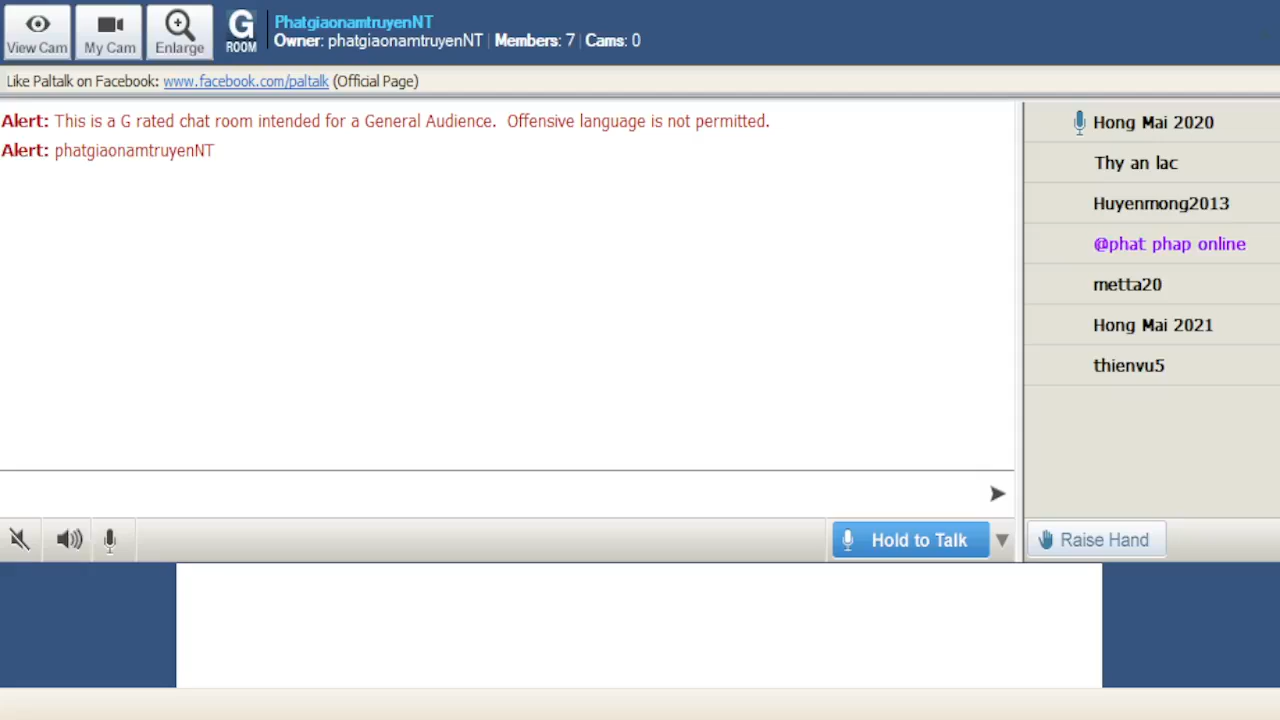 View Cam
My Cam
Enlarge
G
ROOM
PhatgiaonamtruyenNT
Owner: phatgiaonamtruyenNT | Members: 7 | Cams: 0
Like Paltalk on Facebook: www.facebook.com/paltalk (Official Page)
Alert: This is a G rated chat room intended for a General Audience. Offensive language is not permitted.
Alert: phatgiaonamtruyenNT
Hong Mai 2020
Thy an lac
Huyenmong2013
@phat phap online
metta20
Hong Mai 2021
thienvu5
Hold to Talk
Raise Hand